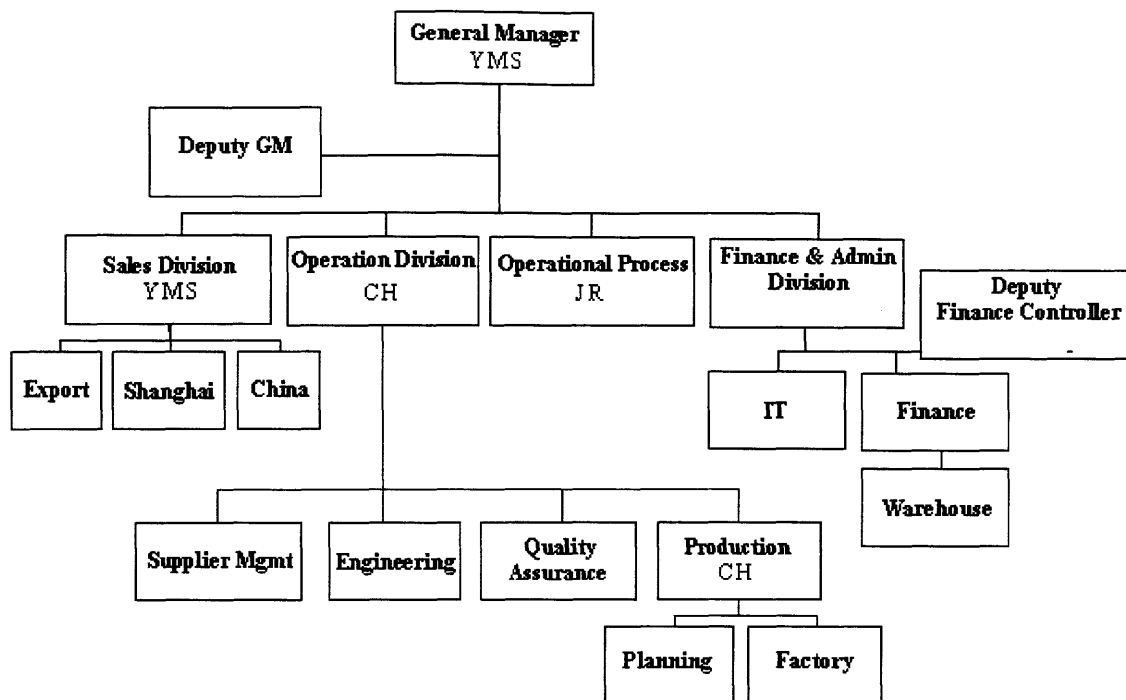 General Manager
YMS
Deputy GM
Sales Division
YMS
Operation Division
CH
Operational Process
JR
Finance & Admin
Division
Deputy
Finance Controller
Export
Shanghai
China
IT
Finance
Warehouse
Supplier Mgmt
Engineering
Quality
Assurance
Production
CH
Planning
Factory